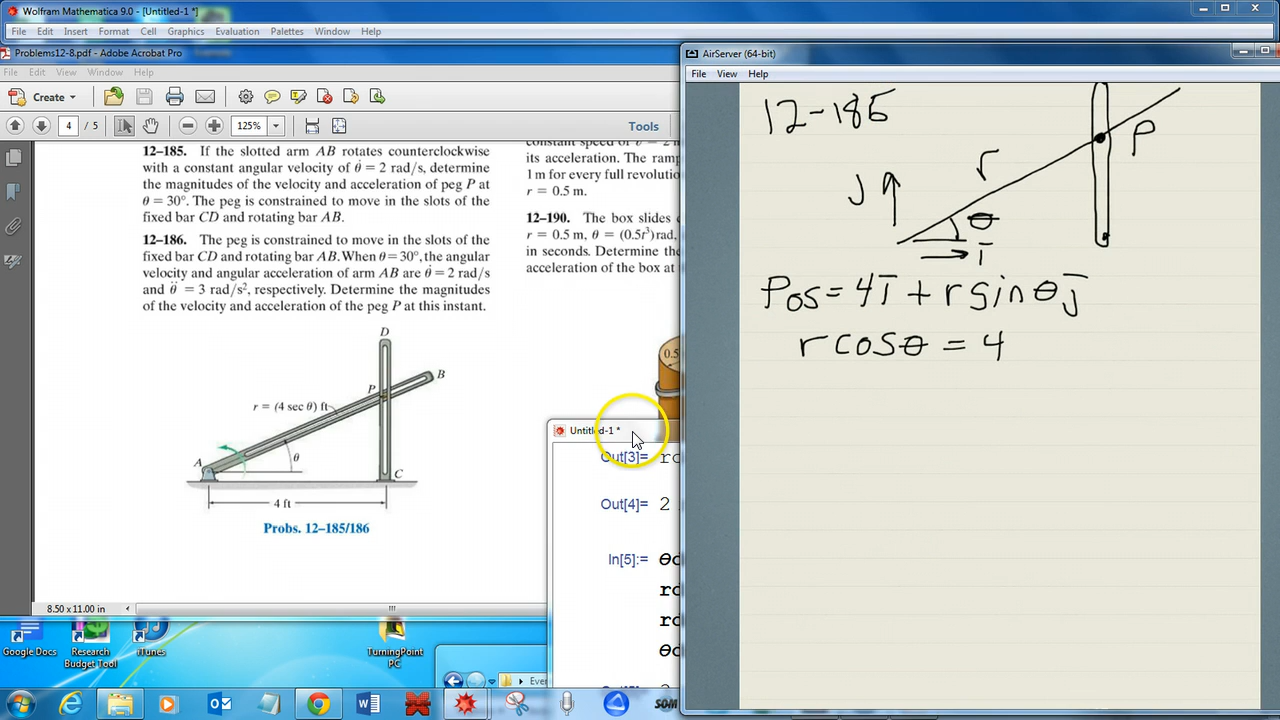 Wolfram Mathematica 9.0 - [Untitled-1 *]
File Edit Insert Format Cell Graphics Evaluation Palettes Window Help
Problems12-8.pdf - Adobe Acrobat Pro
File Edit View Window Help
Create
4 / 5 125% Tools
12–185. If the slotted arm AB rotates counterclockwise
with a constant angular velocity of θ̇ = 2 rad/s, determine
the magnitudes of the velocity and acceleration of peg P at
θ = 30°. The peg is constrained to move in the slots of the
fixed bar CD and rotating bar AB.
12–186. The peg is constrained to move in the slots of the
fixed bar CD and rotating bar AB. When θ = 30°, the angular
velocity and angular acceleration of arm AB are θ̇ = 2 rad/s
and θ̈ = 3 rad/s², respectively. Determine the magnitudes
of the velocity and acceleration of the peg P at this instant.
D
P
B
r = (4 sec θ) ft
A
θ
C
4 ft
Probs. 12–185/186
its acceleration. The ramp
1 m for every full revolution
r = 0.5 m.
12–190. The box slides
r = 0.5 m, θ = (0.5t³) rad,
in seconds. Determine the
acceleration of the box at
0.5
8.50 x 11.00 in
Untitled-1 *
Out[3]=
Out[4]= 2
In[5]:=
AirServer (64-bit)
File View Help
12-185
P
r
J
θ
i
Pos = 4i + r sin θ j
r cos θ = 4
Google Docs
Research
Budget Tool
iTunes
TurningPoint
PC
SOM